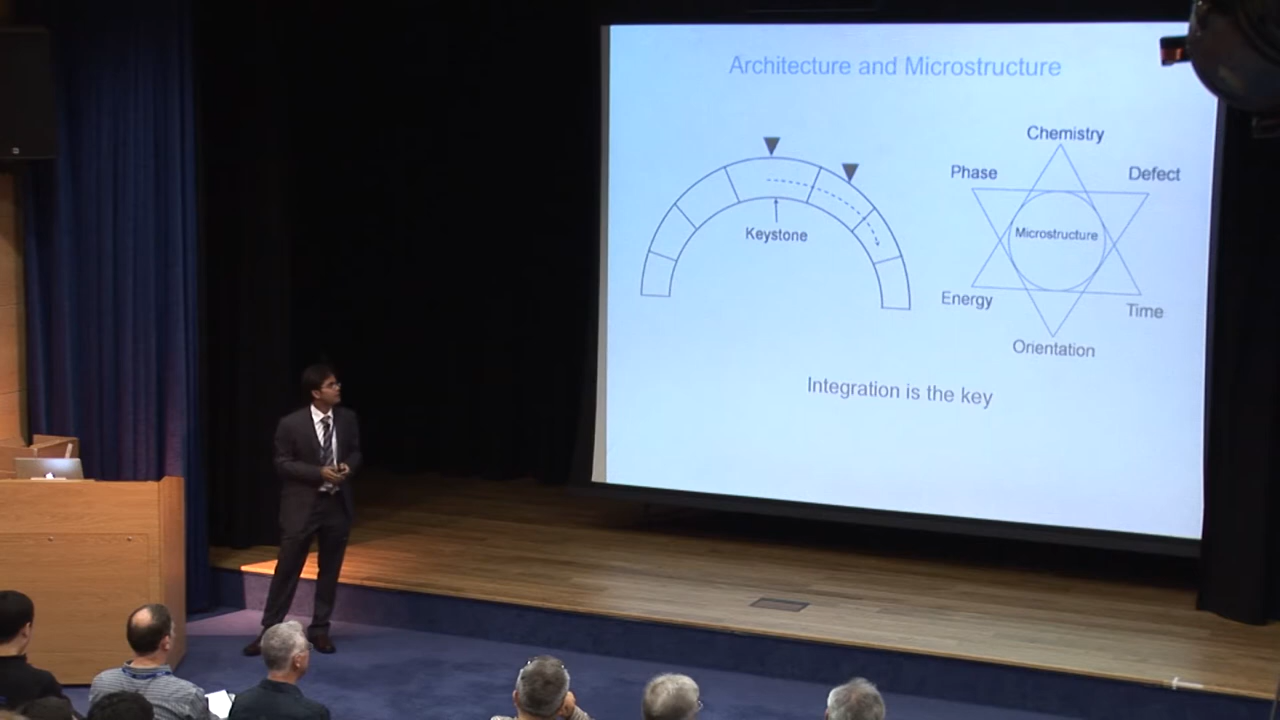 Architecture and Microstructure
Keystone
Chemistry
Phase
Defect
Microstructure
Energy
Time
Orientation
Integration is the key